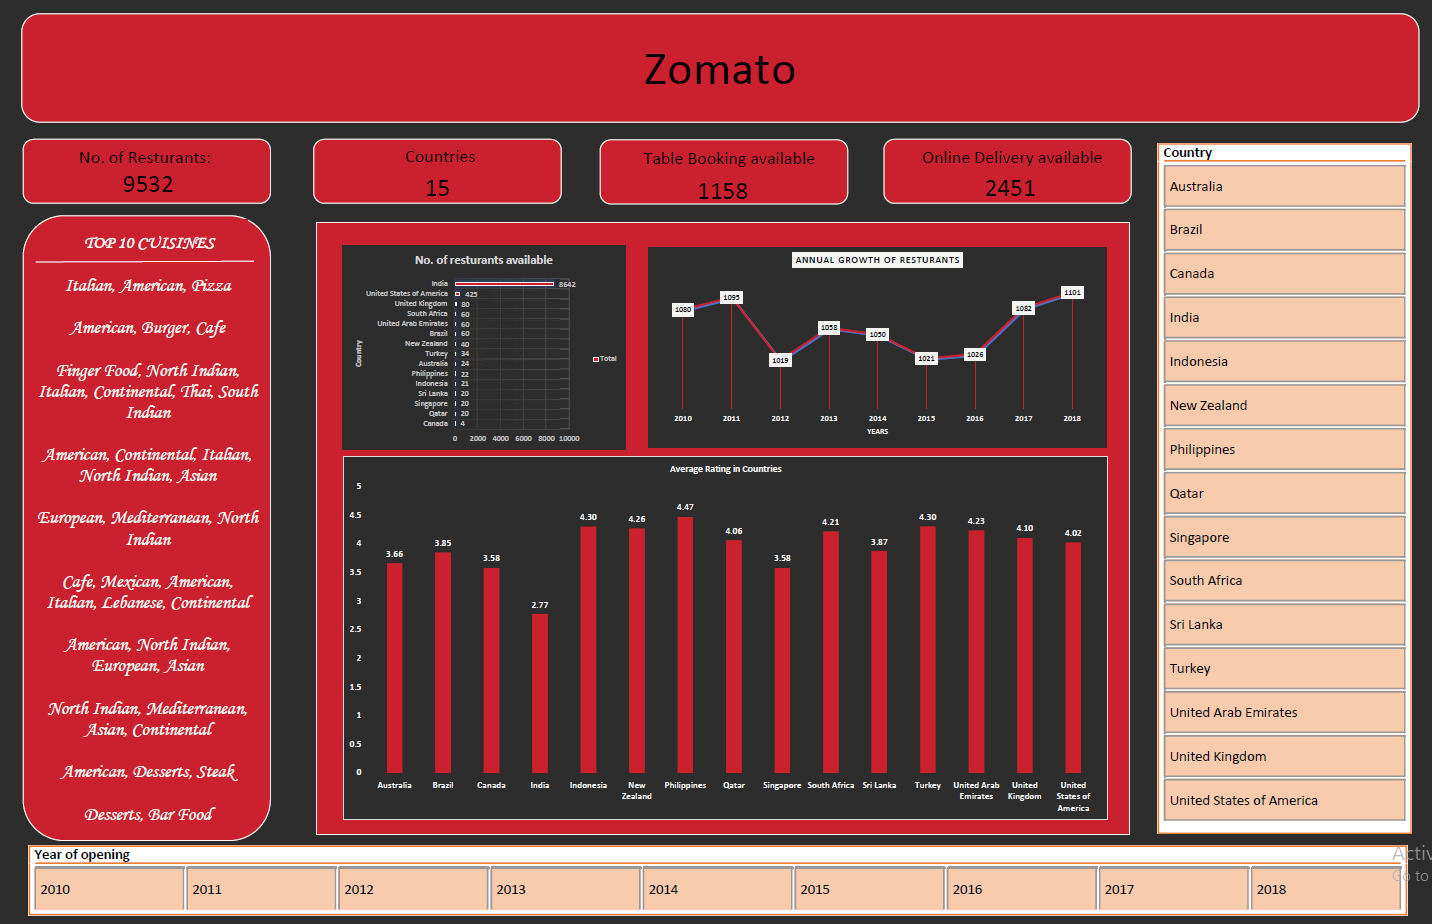 Zomato
No. of Resturants:
9532
Countries
15
Table Booking available
1158
Online Delivery available
2451
TOP 10 CUISINES
Italian, American, Pizza
American, Burger, Cafe
Finger Food, North Indian,
Italian, Continental, Thai, South
Indian
American, Continental, Italian,
North Indian, Asian
European, Mediterranean, North
Indian
Cafe, Mexican, American,
Italian, Lebanese, Continental
American, North Indian,
European, Asian
North Indian, Mediterranean,
Asian, Continental
American, Desserts, Steak
Desserts, Bar Food
No. of resturants available
Country
India 8642
United States of America 425
United Kingdom 80
South Africa 60
United Arab Emirates 60
Brazil 60
New Zealand 40
Turkey 34
Australia 24
Philippines 22
Indonesia 21
Sri Lanka 20
Singapore 20
Qatar 20
Canada 4
0 2000 4000 6000 8000 10000
Total
ANNUAL GROWTH OF RESTURANTS
1080 1095 1019 1058 1050 1021 1026 1082 1101
2010 2011 2012 2013 2014 2015 2016 2017 2018
YEARS
Average Rating in Countries
5
4.5
4
3.5
3
2.5
2
1.5
1
0.5
0
3.66 3.85 3.58 2.77 4.30 4.26 4.47 4.06 3.58 4.21 3.87 4.30 4.23 4.10 4.02
Australia Brazil Canada India Indonesia New Philippines Qatar Singapore South Africa Sri Lanka Turkey United Arab United United
Zealand Emirates Kingdom States of
America
Country
Australia
Brazil
Canada
India
Indonesia
New Zealand
Philippines
Qatar
Singapore
South Africa
Sri Lanka
Turkey
United Arab Emirates
United Kingdom
United States of America
Year of opening
2010 2011 2012 2013 2014 2015 2016 2017 2018
Activ
Go to